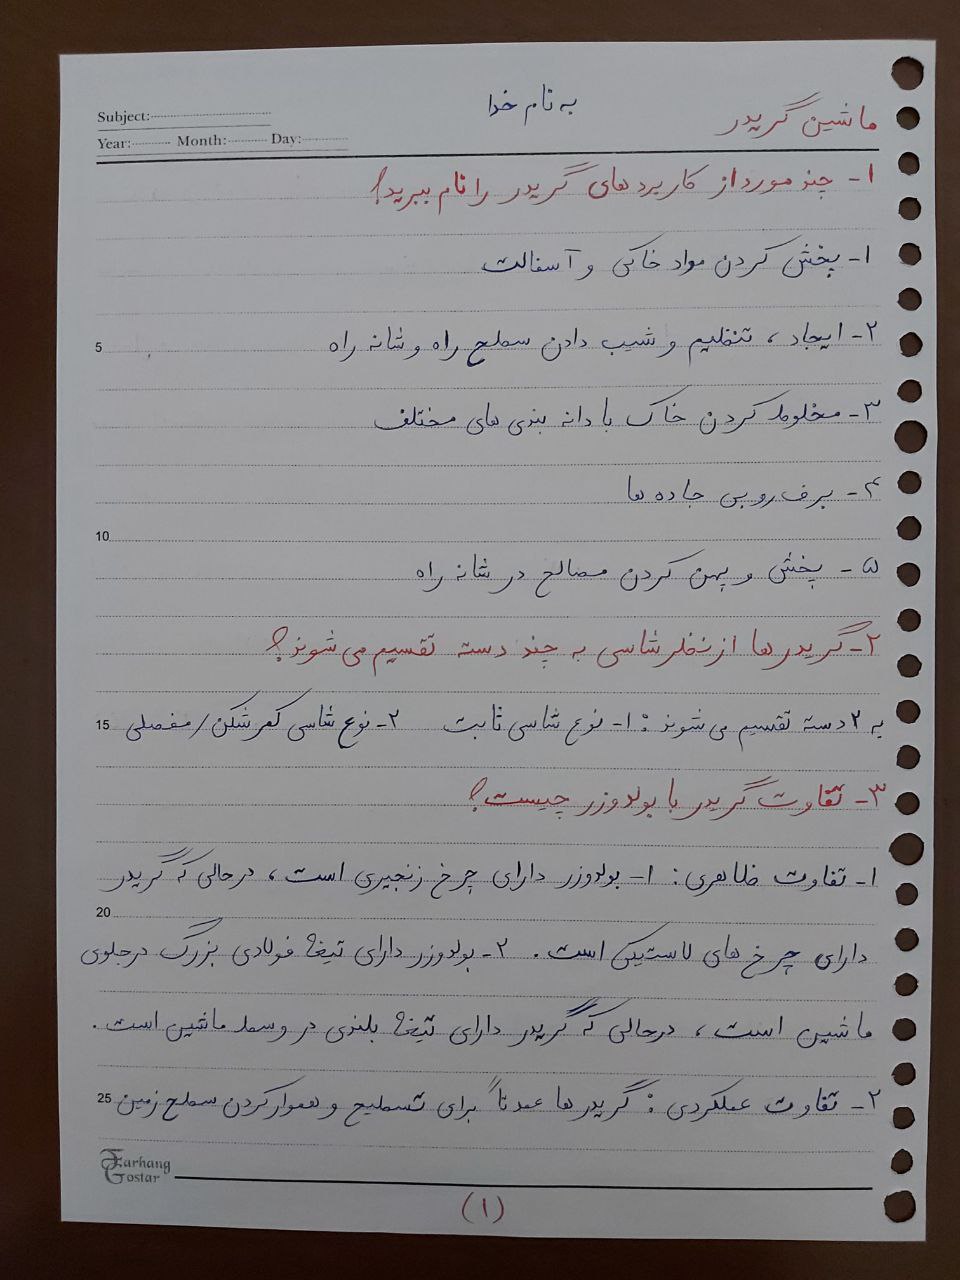 به نام خدا
ماشین گریدر
Subject:
Year: Month: Day:
۱- چند مورد از کاربردهای گریدر را نام ببرید؟
۱- پخش کردن مواد خاکی و آسفالت
5
۲- ایجاد ، تنظیم و شیب دادن سطح راه و شانه راه
۳- مخلوط کردن خاک با دانه بندی های مختلف
۴- برف روبی جاده ها
10
۵- پخش و پهن کردن مصالح در شانه راه
۲- گریدرها از نظر شاسی به چند دسته تقسیم می شوند؟
به ۲ دسته تقسیم می شوند : ۱- نوع شاسی ثابت ۲- نوع شاسی کمرشکن/مفصلی
15
۳- تفاوت گریدر با بولدوزر چیست؟
۱- تفاوت ظاهری : ۱- بولدوزر دارای چرخ زنجیری است ، درحالی که گریدر
20
دارای چرخ های لاستیکی است . ۲- بولدوزر دارای تیغهٔ فولادی بزرگ درجلوی
ماشین است ، درحالی که گریدر دارای تیغهٔ بلندی در وسط ماشین است .
۲- تفاوت عملکردی : گریدرها عمدتاً برای تسطیح و هموارکردن سطح زمین
25
Farhang
Gostar
(۱)